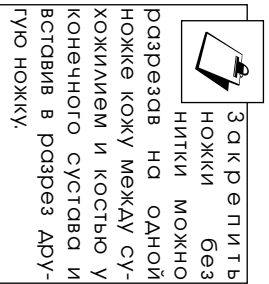 Закрепить
ножки без
нитки можно
разрезав на одной
ножке кожу между су-
хожилием и костью у
конечного сустава и
вставив в разрез дру-
гую ножку.